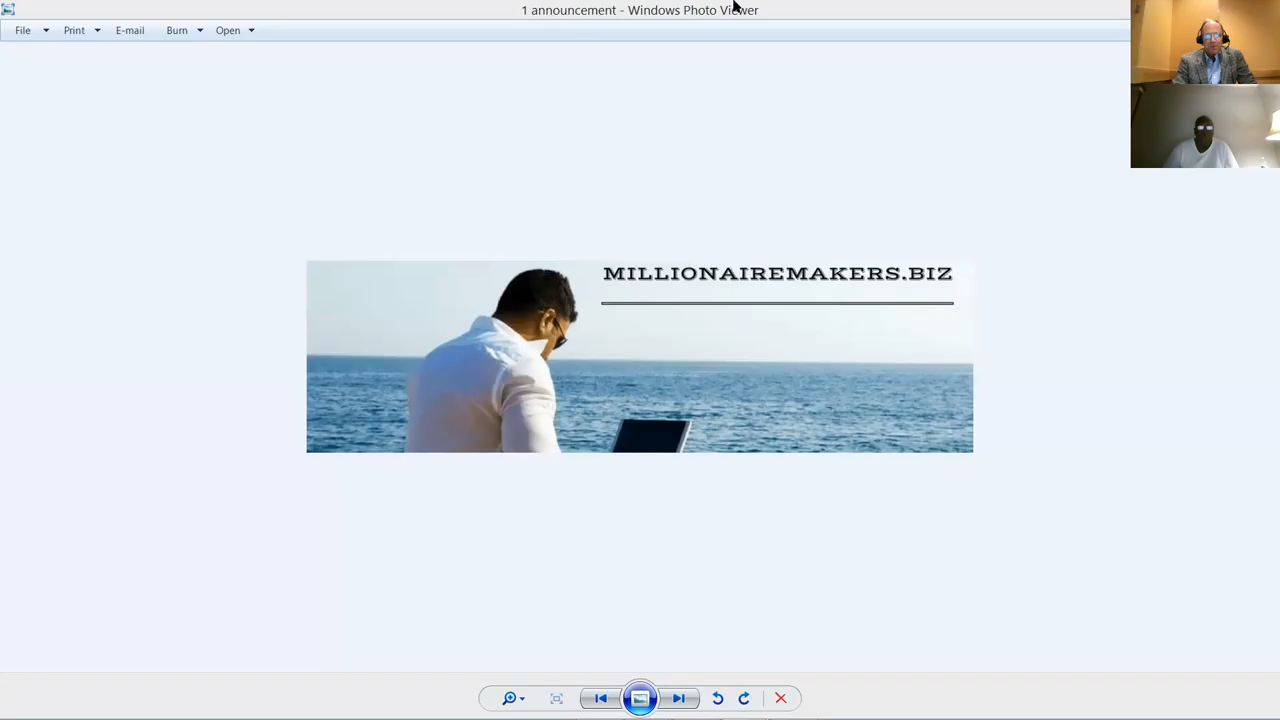 1 announcement - Windows Photo Viewer
File Print E-mail Burn Open
MILLIONAIREMAKERS.BIZ